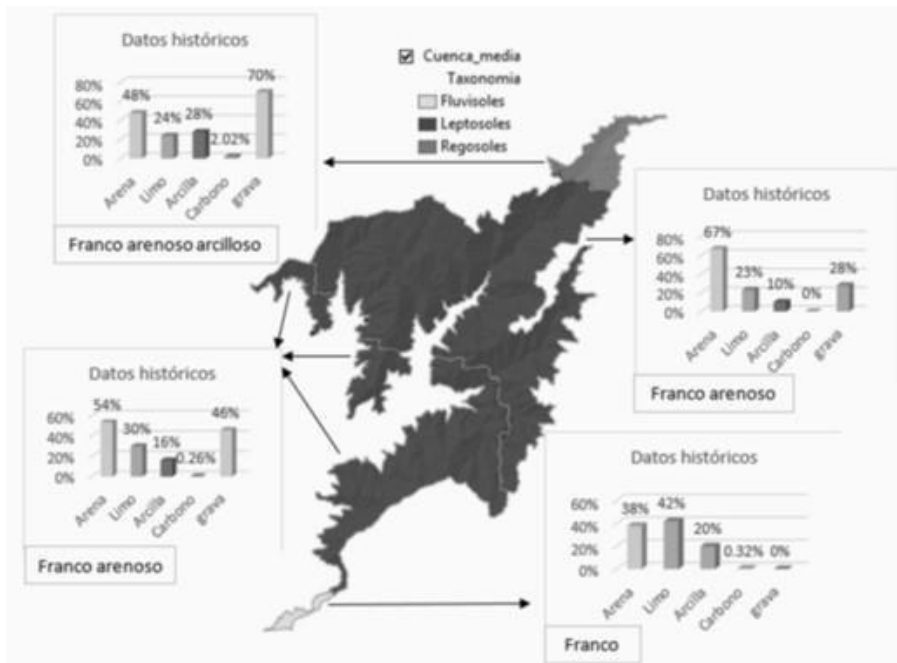 Datos históricos
80%
60%
40%
20%
0%
48%
24%
28%
2.02%
70%
Arena
Limo
Arcilla
Carbono
grava
Franco arenoso arcilloso
Cuenca_media
Taxonomia
Fluvisoles
Leptosoles
Regosoles
Datos históricos
80%
60%
40%
20%
0%
67%
23%
10%
0%
28%
Arena
Limo
Arcilla
Carbono
grava
Franco arenoso
Datos históricos
60%
40%
20%
0%
54%
30%
16%
0.26%
46%
Arena
Limo
Arcilla
Carbono
grava
Franco arenoso
Datos históricos
60%
40%
20%
0%
38%
42%
20%
0.32%
0%
Arena
Limo
Arcilla
Carbono
grava
Franco